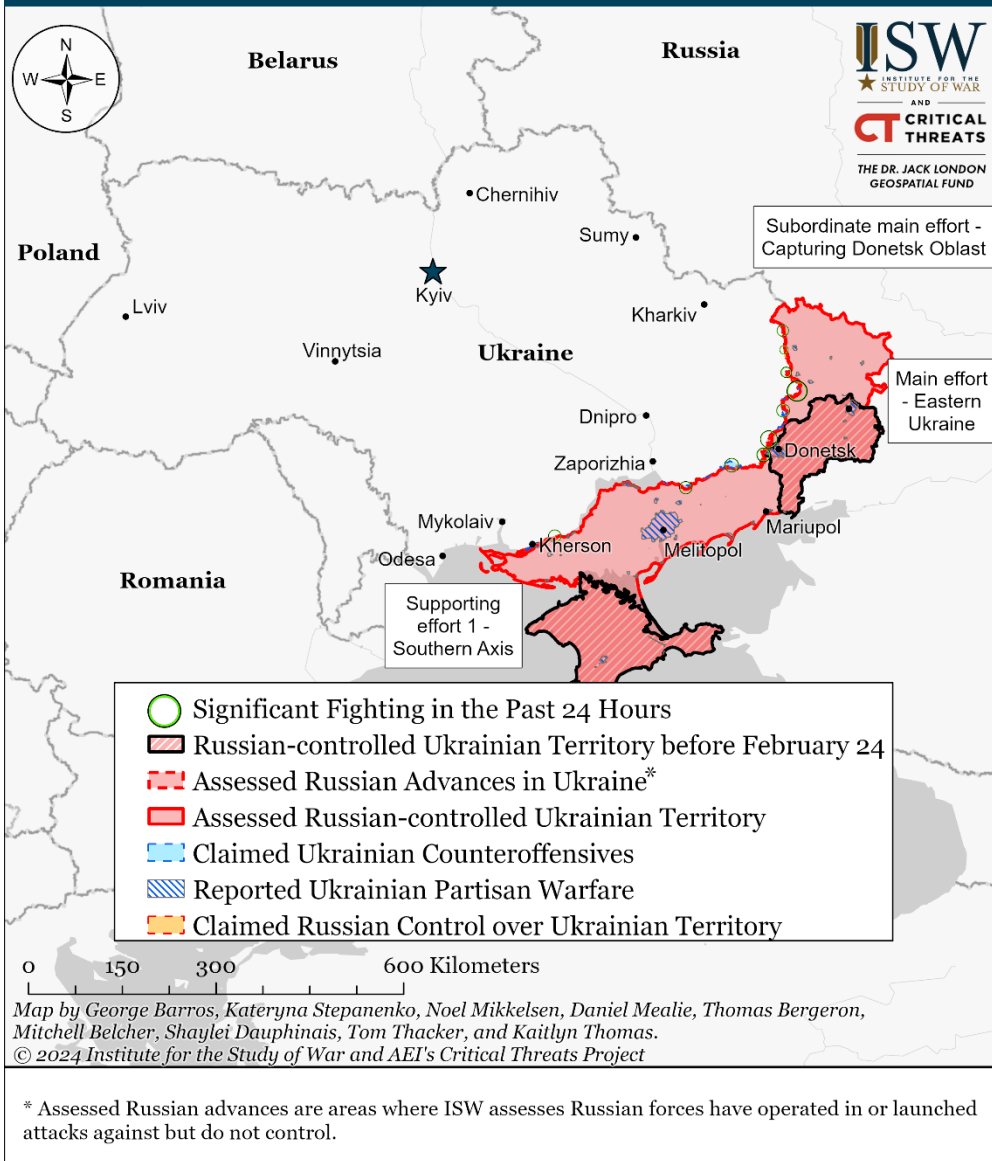 N
W E
S
Belarus
Russia
ISW
INSTITUTE FOR THE
STUDY OF WAR
AND
CT CRITICAL
THREATS
THE DR. JACK LONDON
GEOSPATIAL FUND
Chernihiv
Sumy
Subordinate main effort -
Capturing Donetsk Oblast
Poland
Kyiv
Lviv
Kharkiv
Vinnytsia
Ukraine
Main effort
- Eastern
Ukraine
Dnipro
Donetsk
Zaporizhia
Mykolaiv
Mariupol
Kherson
Melitopol
Odesa
Romania
Supporting
effort 1 -
Southern Axis
Significant Fighting in the Past 24 Hours
Russian-controlled Ukrainian Territory before February 24
Assessed Russian Advances in Ukraine*
Assessed Russian-controlled Ukrainian Territory
Claimed Ukrainian Counteroffensives
Reported Ukrainian Partisan Warfare
Claimed Russian Control over Ukrainian Territory
0 150 300 600 Kilometers
Map by George Barros, Kateryna Stepanenko, Noel Mikkelsen, Daniel Mealie, Thomas Bergeron,
Mitchell Belcher, Shaylei Dauphinais, Tom Thacker, and Kaitlyn Thomas.
© 2024 Institute for the Study of War and AEI's Critical Threats Project
* Assessed Russian advances are areas where ISW assesses Russian forces have operated in or launched
attacks against but do not control.